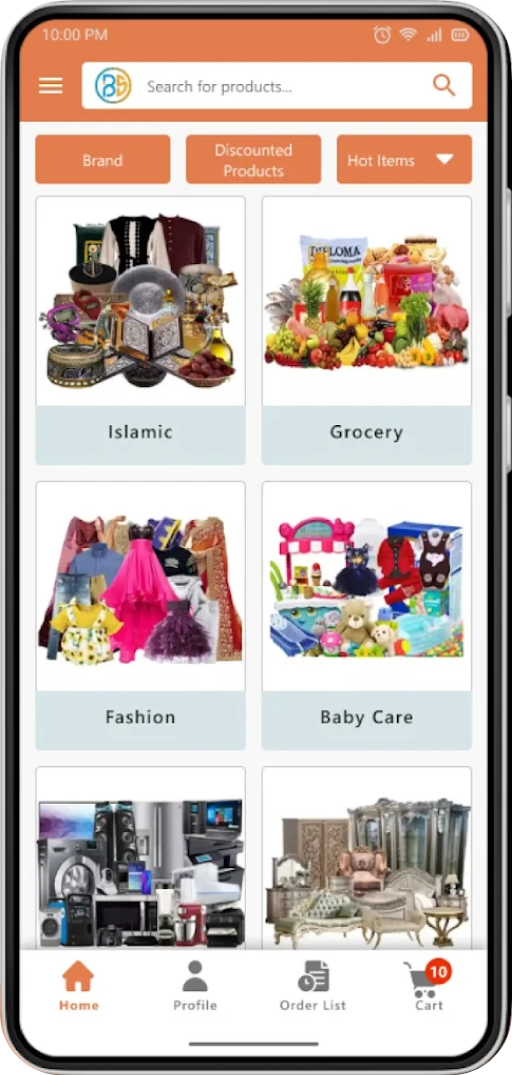 10:00 PM
Search for products...
Brand
Discounted
Products
Hot Items
DIPLOMA
Islamic
Grocery
Fashion
Baby Care
Home
Profile
Order List
10
Cart